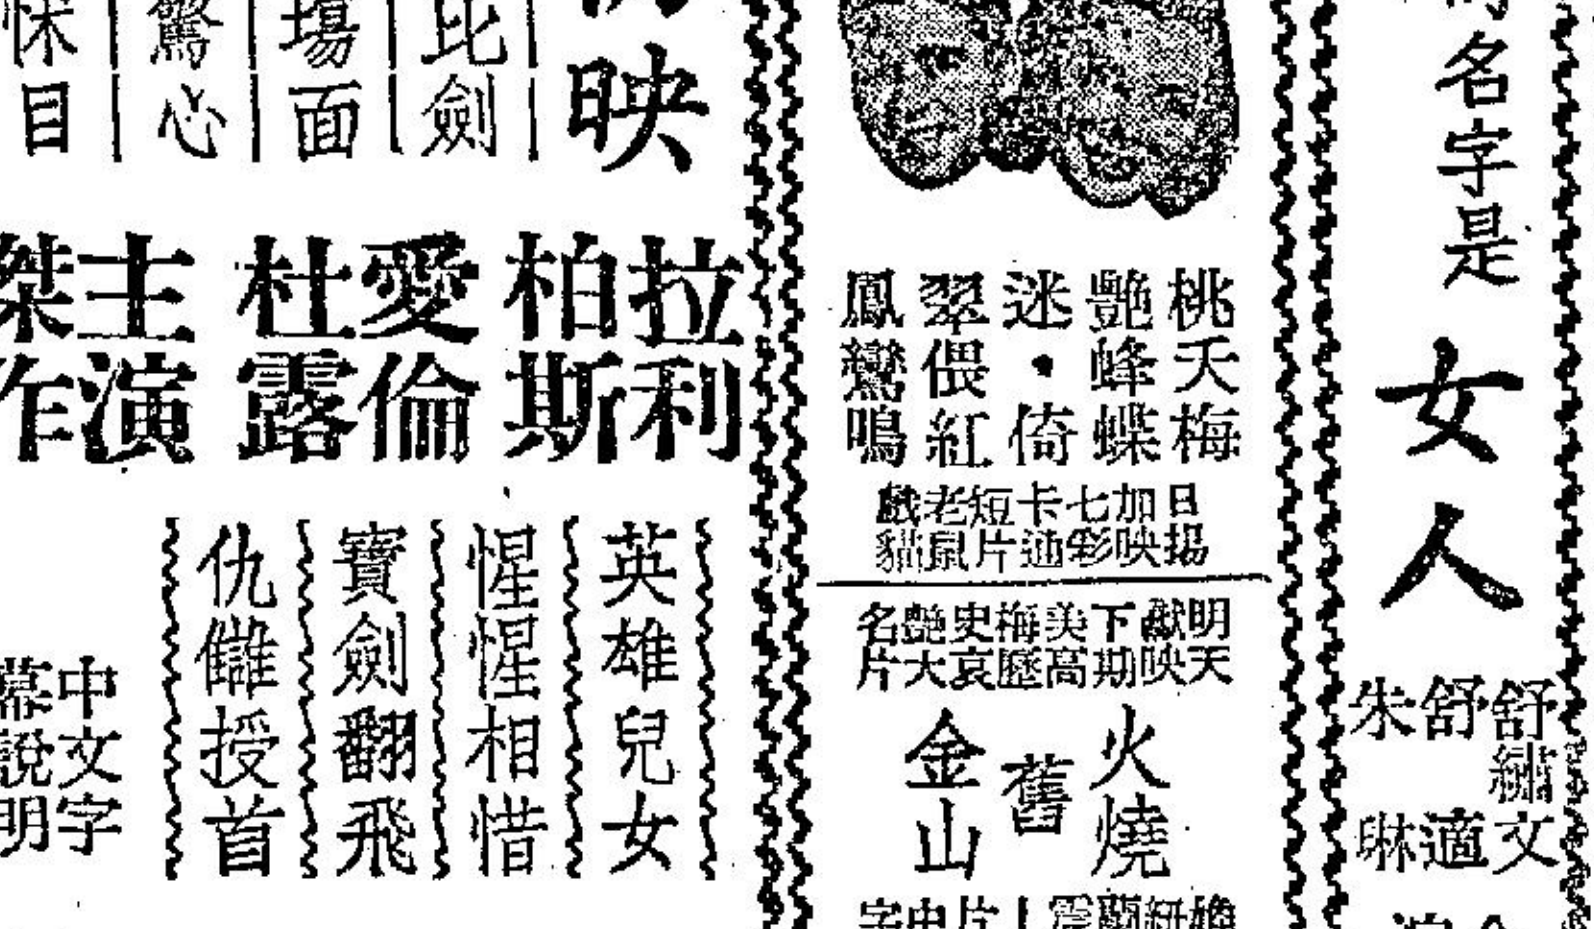 名字是
女人
舒繡文
舒適
朱琳
桃夭梅
艷蜂蝶
迷・倚
翠偎紅
鳳鸞鳴
日揚
加映
七彩
卡通
短片
老鼠
戲貓
明天
獻映
下期
美高
梅歷
史哀
艷大
名片
火燒
舊
金山
映
比劍
塲面
驚心
怵目
拉利
柏斯
愛倫
杜露
主演
傑作
英雄兒女
惺惺相惜
寶劍翻飛
仇讎授首
中文字
幕說明